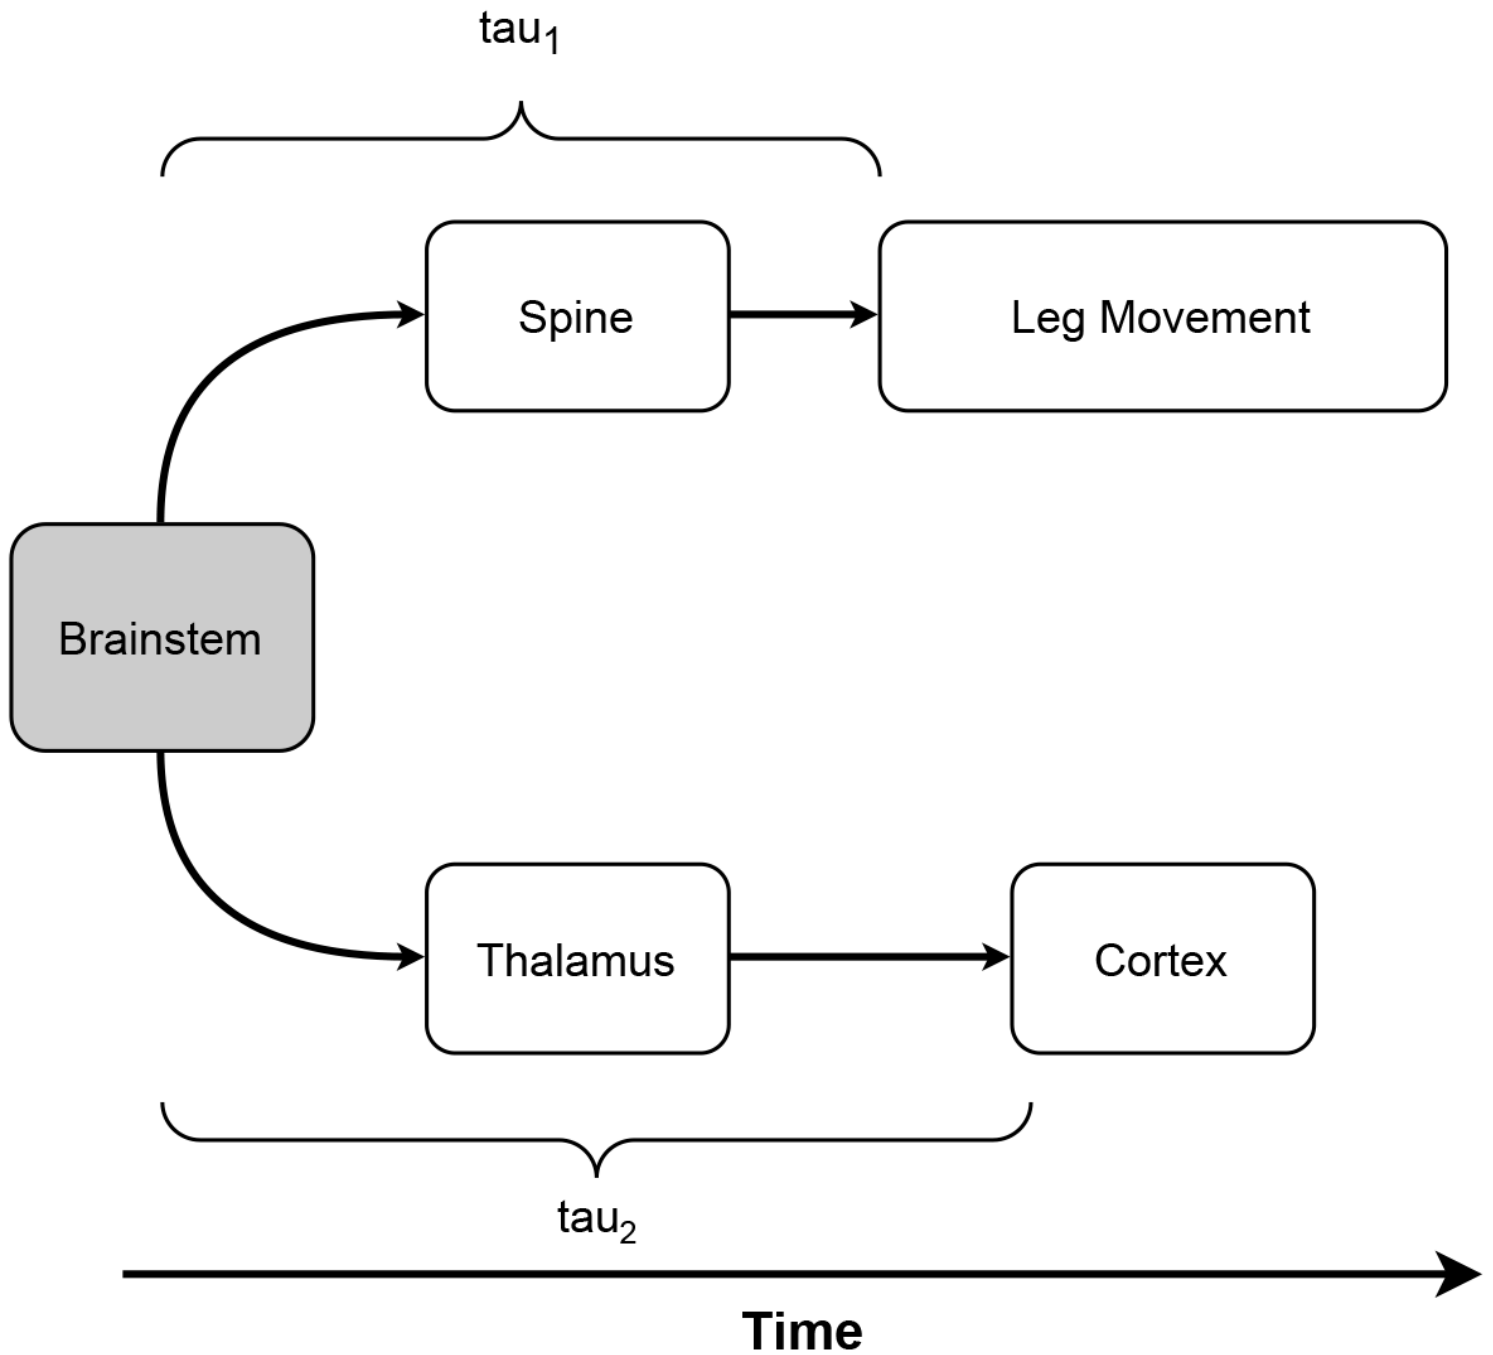 tau₁
Spine
Leg Movement
Brainstem
Thalamus
Cortex
tau₂
Time